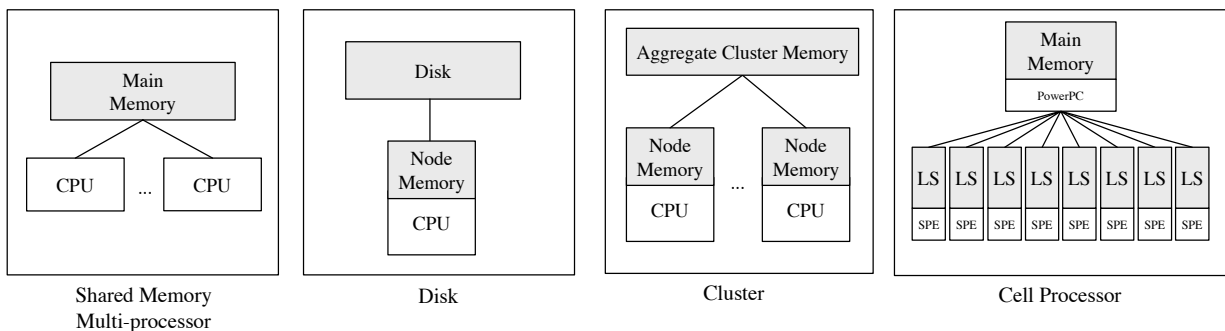 Main
Memory
CPU
...
CPU
Shared Memory
Multi-processor
Disk
Node
Memory
CPU
Disk
Aggregate Cluster Memory
Node
Memory
CPU
...
Node
Memory
CPU
Cluster
Main
Memory
PowerPC
LS LS LS LS LS LS LS LS
SPE SPE SPE SPE SPE SPE SPE SPE
Cell Processor